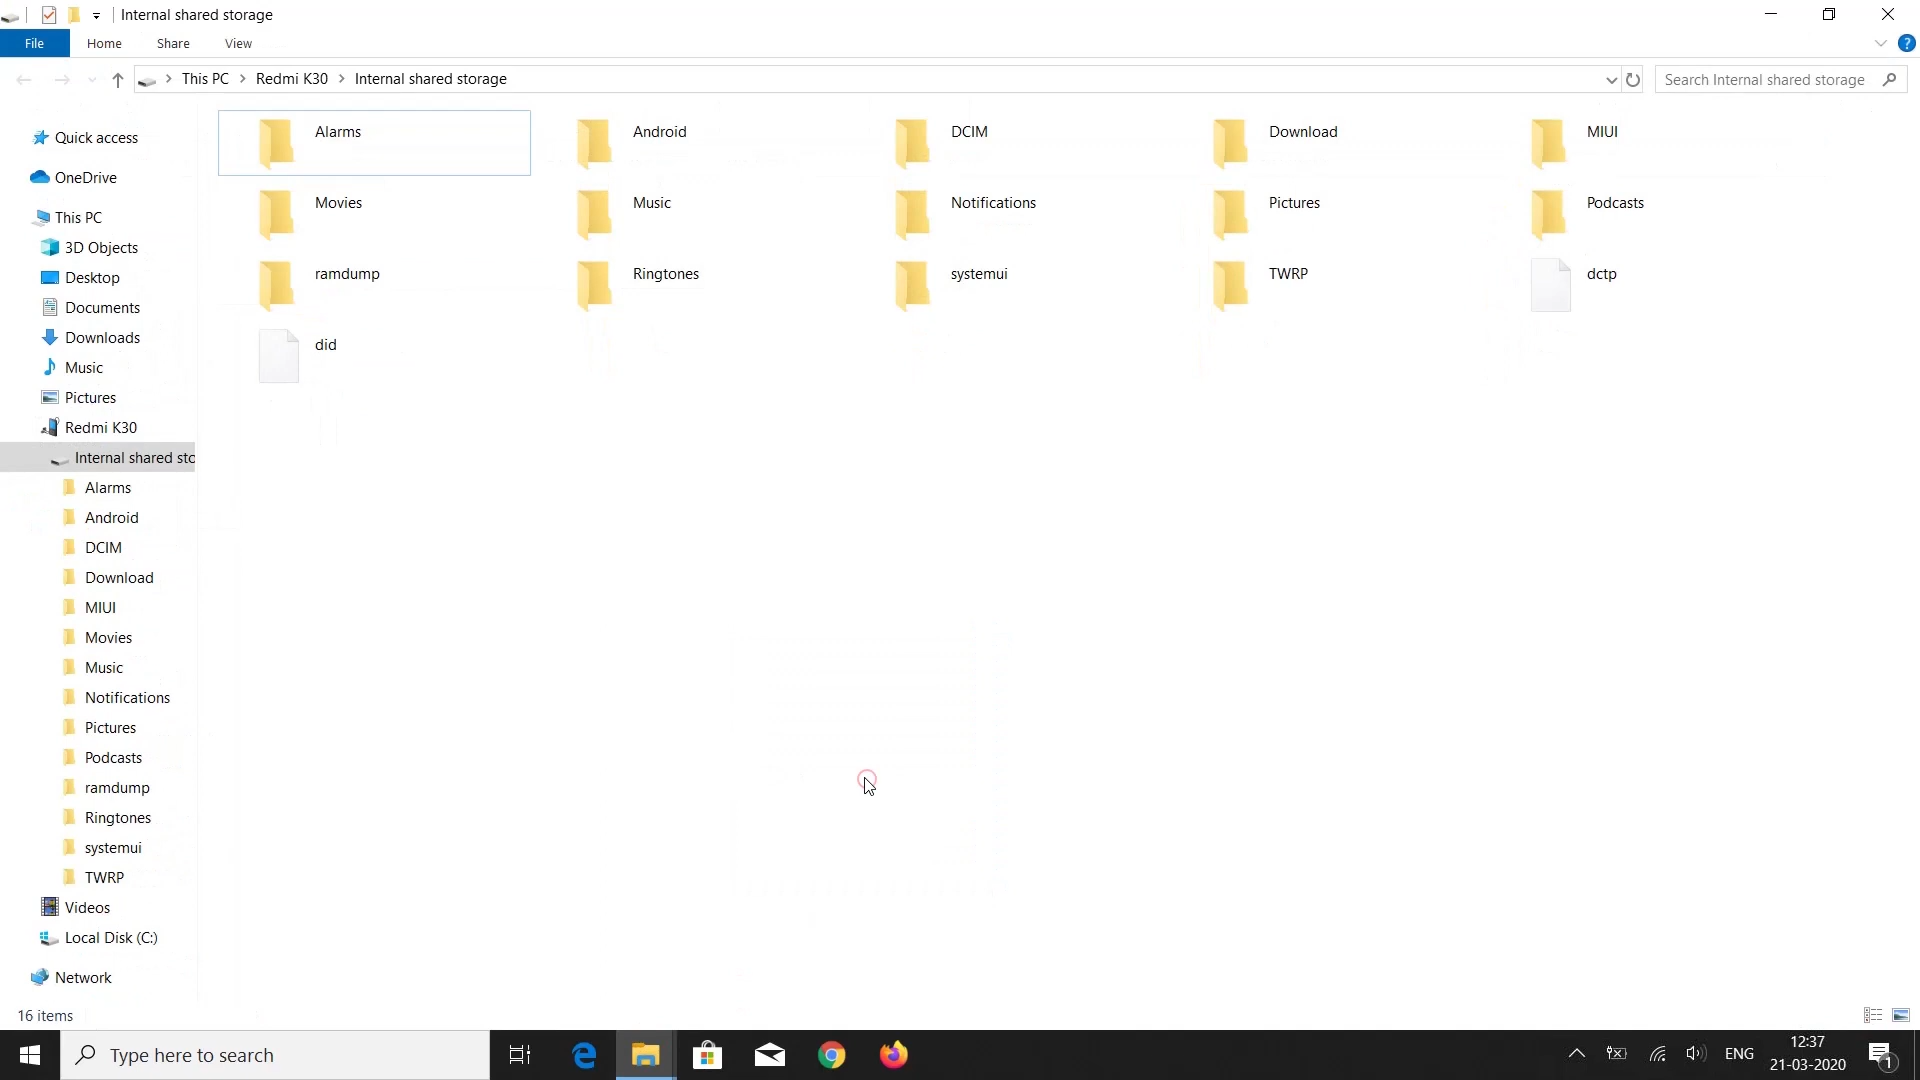 Internal shared storage
File Home Share View
This PC > Redmi K30 > Internal shared storage
Search Internal shared storage
Quick access
OneDrive
This PC
3D Objects
Desktop
Documents
Downloads
Music
Pictures
Redmi K30
Internal shared sto
Alarms
Android
DCIM
Download
MIUI
Movies
Music
Notifications
Pictures
Podcasts
ramdump
Ringtones
systemui
TWRP
Videos
Local Disk (C:)
Network
Alarms Android DCIM Download MIUI
Movies Music Notifications Pictures Podcasts
ramdump Ringtones systemui TWRP dctp
did
16 items
Type here to search
ENG
12:37
21-03-2020
1